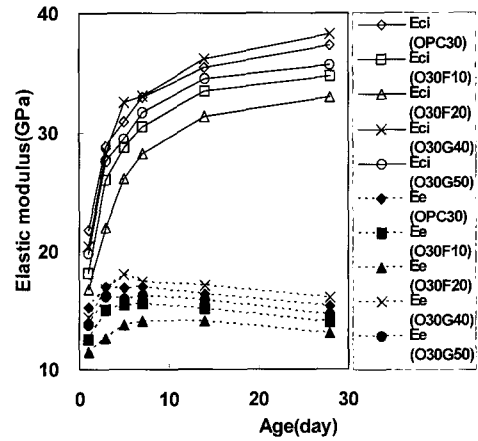 Elastic modulus(GPa)
40
30
20
10
0
10
20
30
Age(day)
Eci
(OPC30)
Eci
(O30F10)
Eci
(O30F20)
Eci
(O30G40)
Eci
(O30G50)
Ee
(OPC30)
Ee
(O30F10)
Ee
(O30F20)
Ee
(O30G40)
Ee
(O30G50)